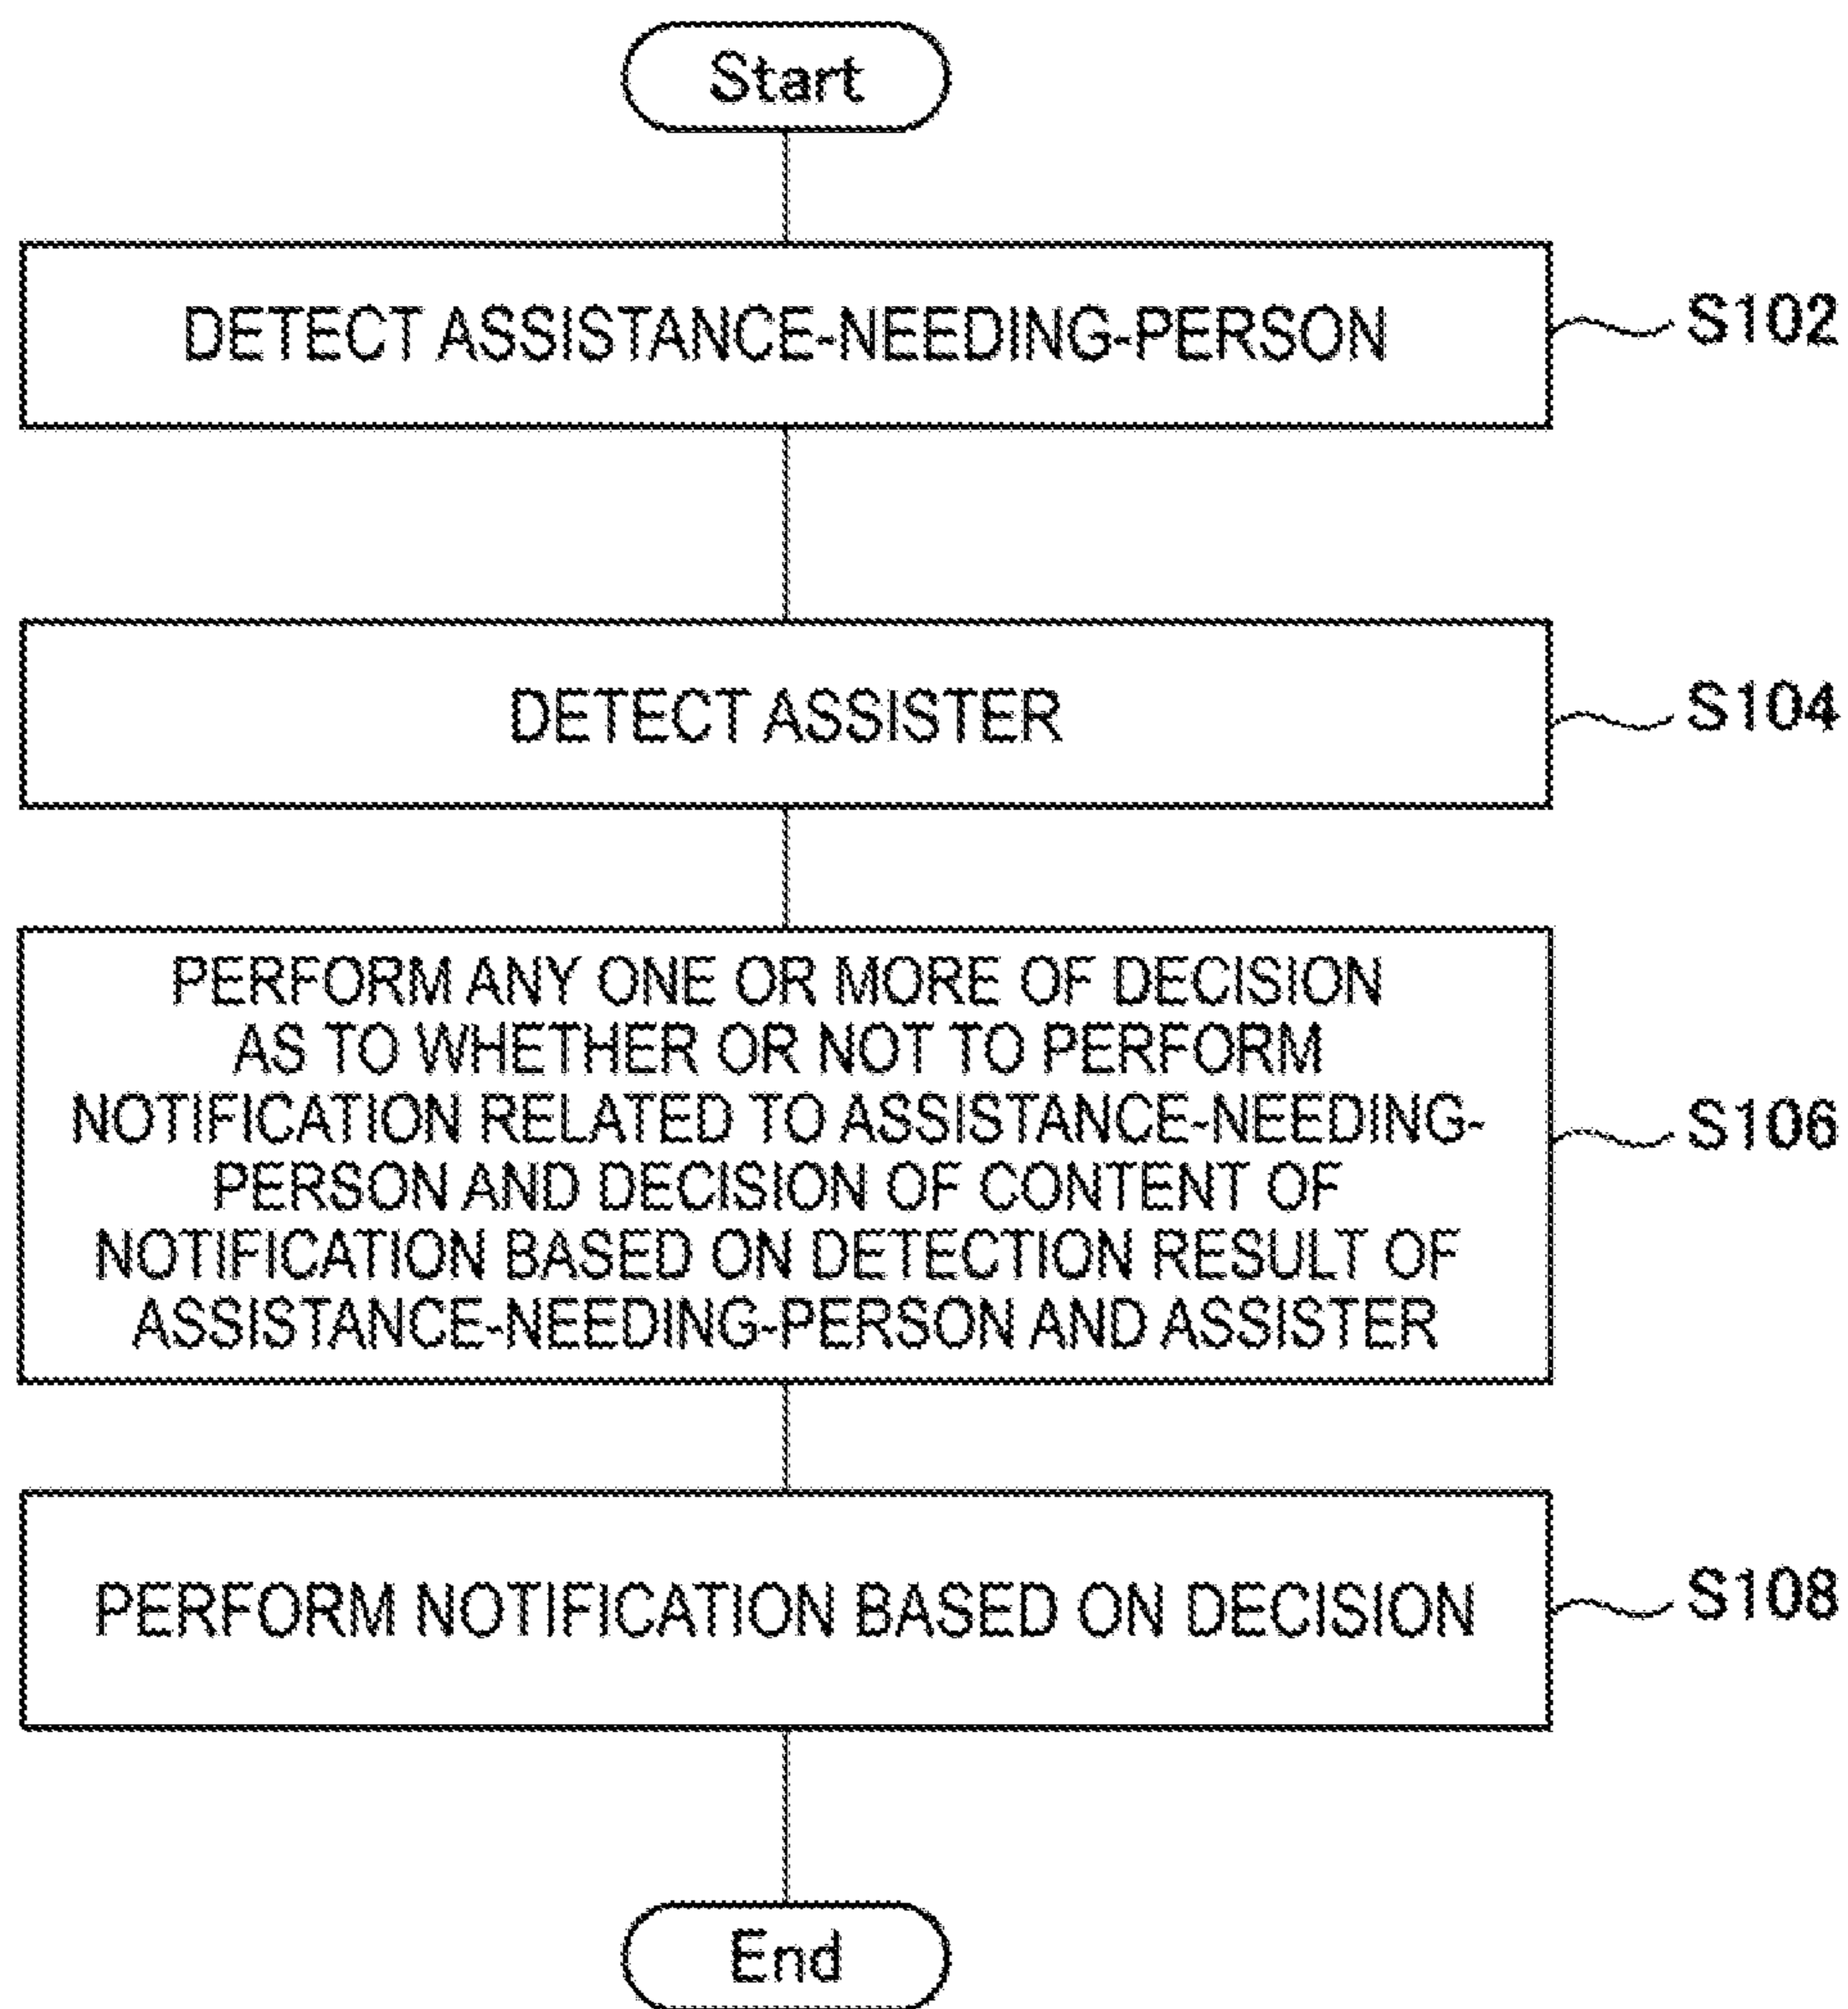 Start
DETECT ASSISTANCE-NEEDING-PERSON
S102
DETECT ASSISTER
S104
PERFORM ANY ONE OR MORE OF DECISION
AS TO WHETHER OR NOT TO PERFORM
NOTIFICATION RELATED TO ASSISTANCE-NEEDING-
PERSON AND DECISION OF CONTENT OF
NOTIFICATION BASED ON DETECTION RESULT OF
ASSISTANCE-NEEDING-PERSON AND ASSISTER
S106
PERFORM NOTIFICATION BASED ON DECISION
S108
End